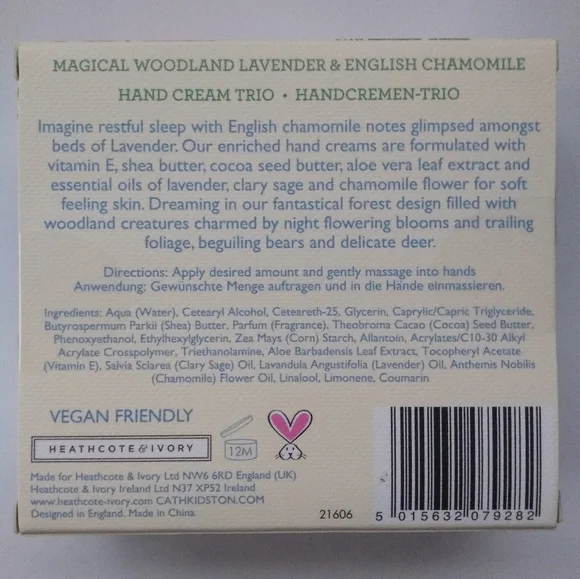 MAGICAL WOODLAND LAVENDER & ENGLISH CHAMOMILE
HAND CREAM TRIO • HANDCREMEN-TRIO
Imagine restful sleep with English chamomile notes glimpsed amongst
beds of Lavender. Our enriched hand creams are formulated with
vitamin E, shea butter, cocoa seed butter, aloe vera leaf extract and
essential oils of lavender, clary sage and chamomile flower for soft
feeling skin. Dreaming in our fantastical forest design filled with
woodland creatures charmed by night flowering blooms and trailing
foliage, beguiling bears and delicate deer.
Directions: Apply desired amount and gently massage into hands
Anwendung: Gewünschte Menge auftragen und in die Hände einmassieren.
Ingredients: Aqua (Water), Cetearyl Alcohol, Ceteareth-25, Glycerin, Caprylic/Capric Triglyceride,
Butyrospermum Parkii (Shea) Butter, Parfum (Fragrance), Theobroma Cacao (Cocoa) Seed Butter,
Phenoxyethanol, Ethylhexylglycerin, Zea Mays (Corn) Starch, Allantoin, Acrylates/C10-30 Alkyl
Acrylate Crosspolymer, Triethanolamine, Aloe Barbadensis Leaf Extract, Tocopheryl Acetate
(Vitamin E), Salvia Sclarea (Clary Sage) Oil, Lavandula Angustifolia (Lavender) Oil, Anthemis Nobilis
(Chamomile) Flower Oil, Linalool, Limonene, Coumarin
VEGAN FRIENDLY
HEATHCOTE & IVORY
12M
Made for Heathcote & Ivory Ltd NW6 6RD England (UK)
Heathcote & Ivory Ireland Ltd N37 XP52 Ireland
www.heathcote-ivory.com CATHKIDSTON.COM
Designed in England. Made in China.
21606
5 015632 079282